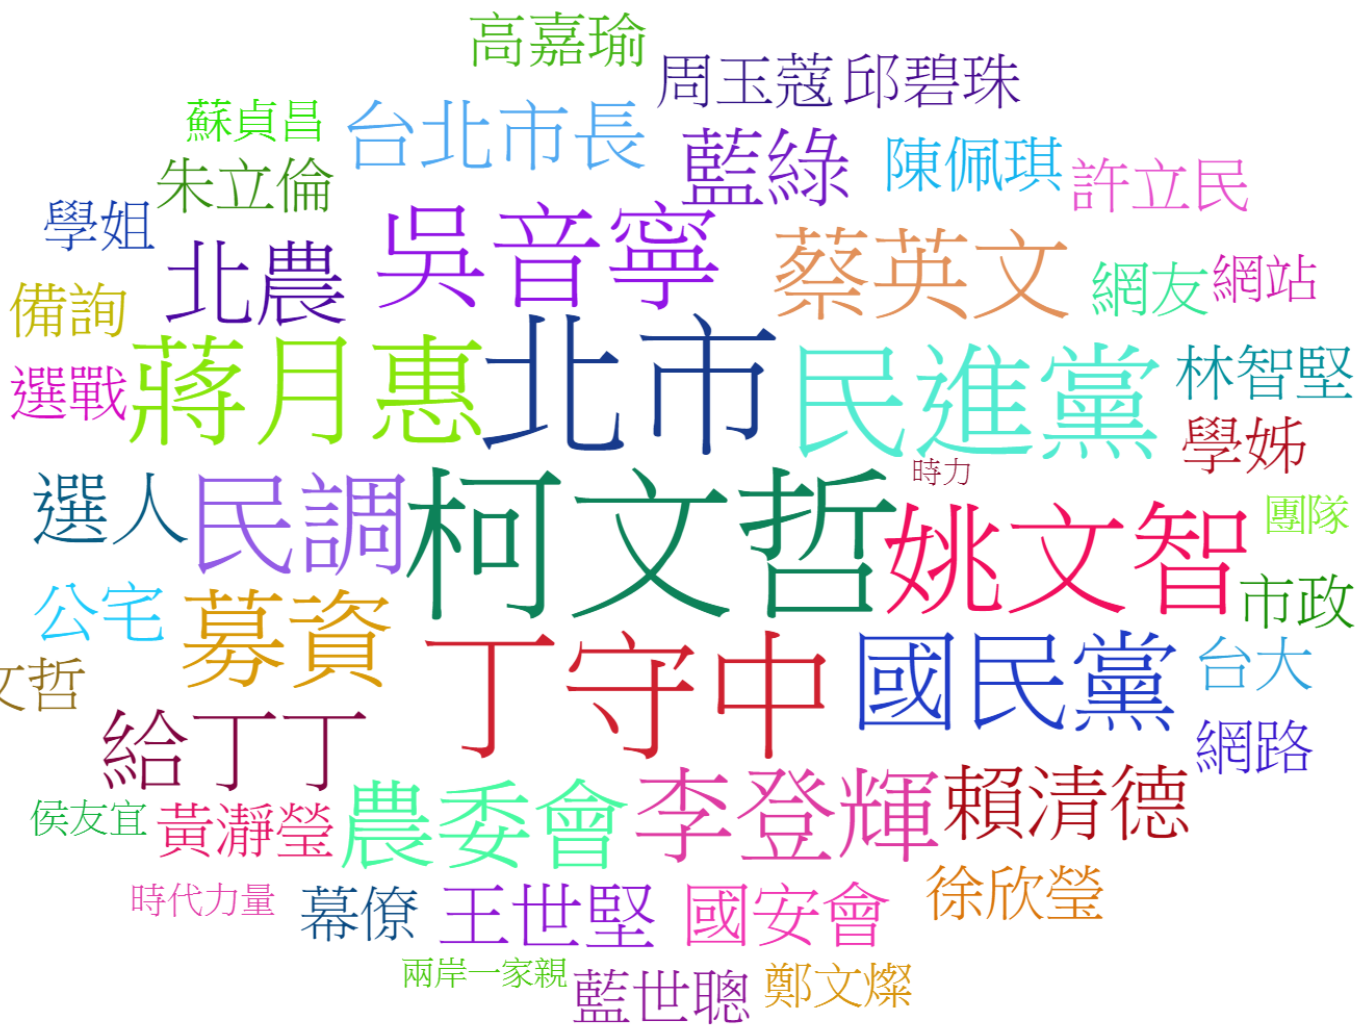 高嘉瑜
周玉蔻
邱碧珠
蘇貞昌
台北市長
藍綠
陳佩琪
許立民
朱立倫
學姐
北農
吳音寧
蔡英文
網友
網站
備詢
選戰
蔣月惠
北市
民進黨
林智堅
學姊
時力
選人
民調
柯文哲
姚文智
團隊
市政
公宅
募資
丁守中
國民黨
台大
文哲
給丁丁
網路
侯友宜
黃瀞瑩
農委會
李登輝
賴清德
時代力量
幕僚
王世堅
國安會
徐欣瑩
兩岸一家親
藍世聰
鄭文燦